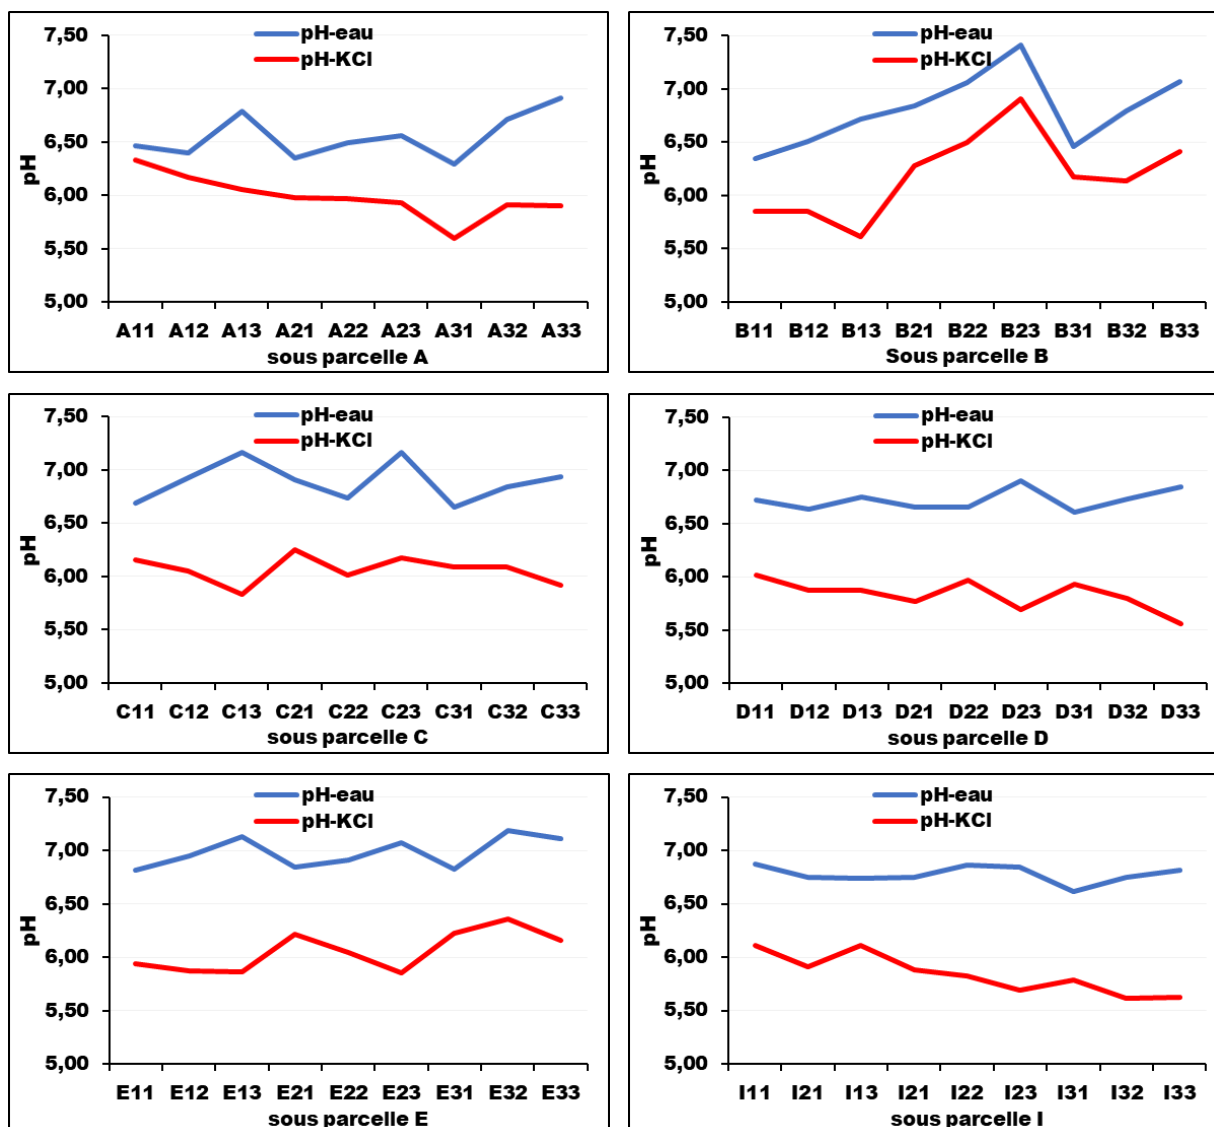 7,50
7,00
6,50
6,00
5,50
5,00
pH
pH-eau
pH-KCl
A11 A12 A13 A21 A22 A23 A31 A32 A33
sous parcelle A
7,50
7,00
6,50
6,00
5,50
5,00
pH
pH-eau
pH-KCl
B11 B12 B13 B21 B22 B23 B31 B32 B33
Sous parcelle B
7,50
7,00
6,50
6,00
5,50
5,00
pH
pH-eau
pH-KCl
C11 C12 C13 C21 C22 C23 C31 C32 C33
sous parcelle C
7,50
7,00
6,50
6,00
5,50
5,00
pH
pH-eau
pH-KCl
D11 D12 D13 D21 D22 D23 D31 D32 D33
sous parcelle D
7,50
7,00
6,50
6,00
5,50
5,00
pH
pH-eau
pH-KCl
E11 E12 E13 E21 E22 E23 E31 E32 E33
sous parcelle E
7,50
7,00
6,50
6,00
5,50
5,00
pH
pH-eau
pH-KCl
I11 I21 I13 I21 I22 I23 I31 I32 I33
sous parcelle I